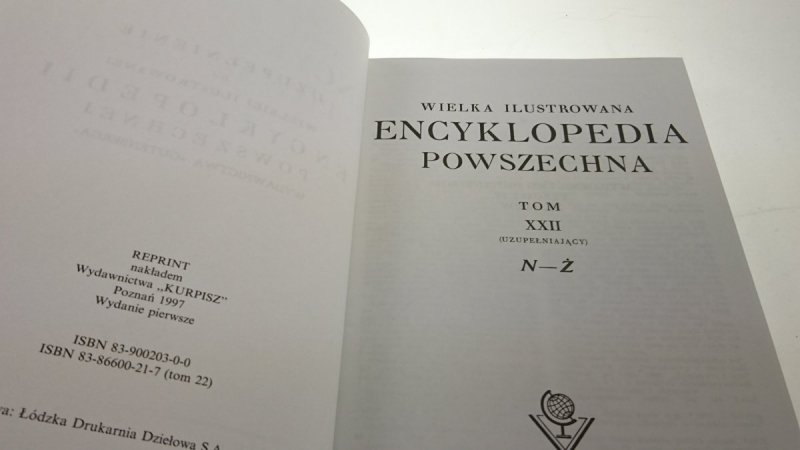 REPRINT
nakładem
Wydawnictwa „KURPISZ”
Poznań 1997
Wydanie pierwsze
ISBN 83-900203-0-0
ISBN 83-86600-21-7 (tom 22)
Łódzka Drukarnia Dziełowa S.A.
WIELKA ILUSTROWANA
ENCYKLOPEDIA
POWSZECHNA
TOM
XXII
(UZUPEŁNIAJĄCY)
N—Ż